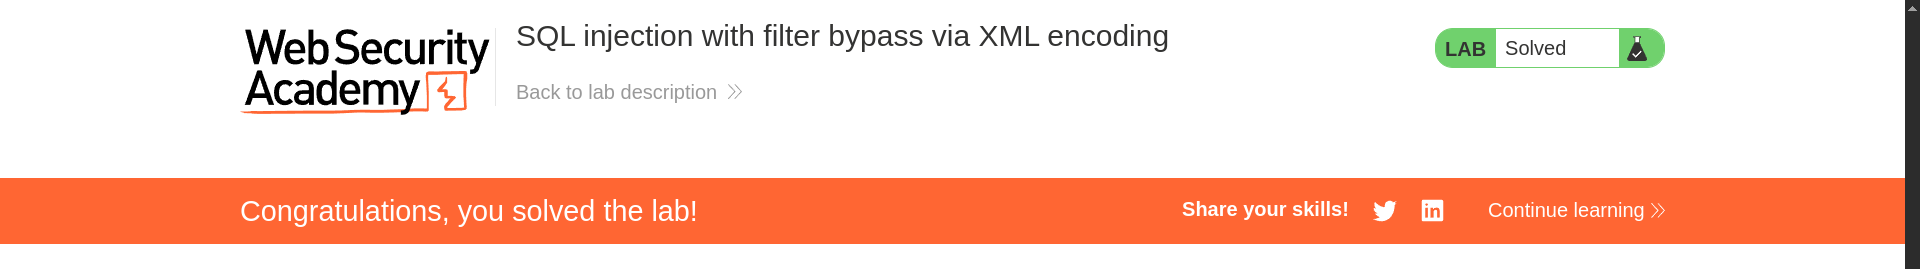 Web Security
Academy
SQL injection with filter bypass via XML encoding
Back to lab description
LAB Solved
Congratulations, you solved the lab!
Share your skills!
Continue learning